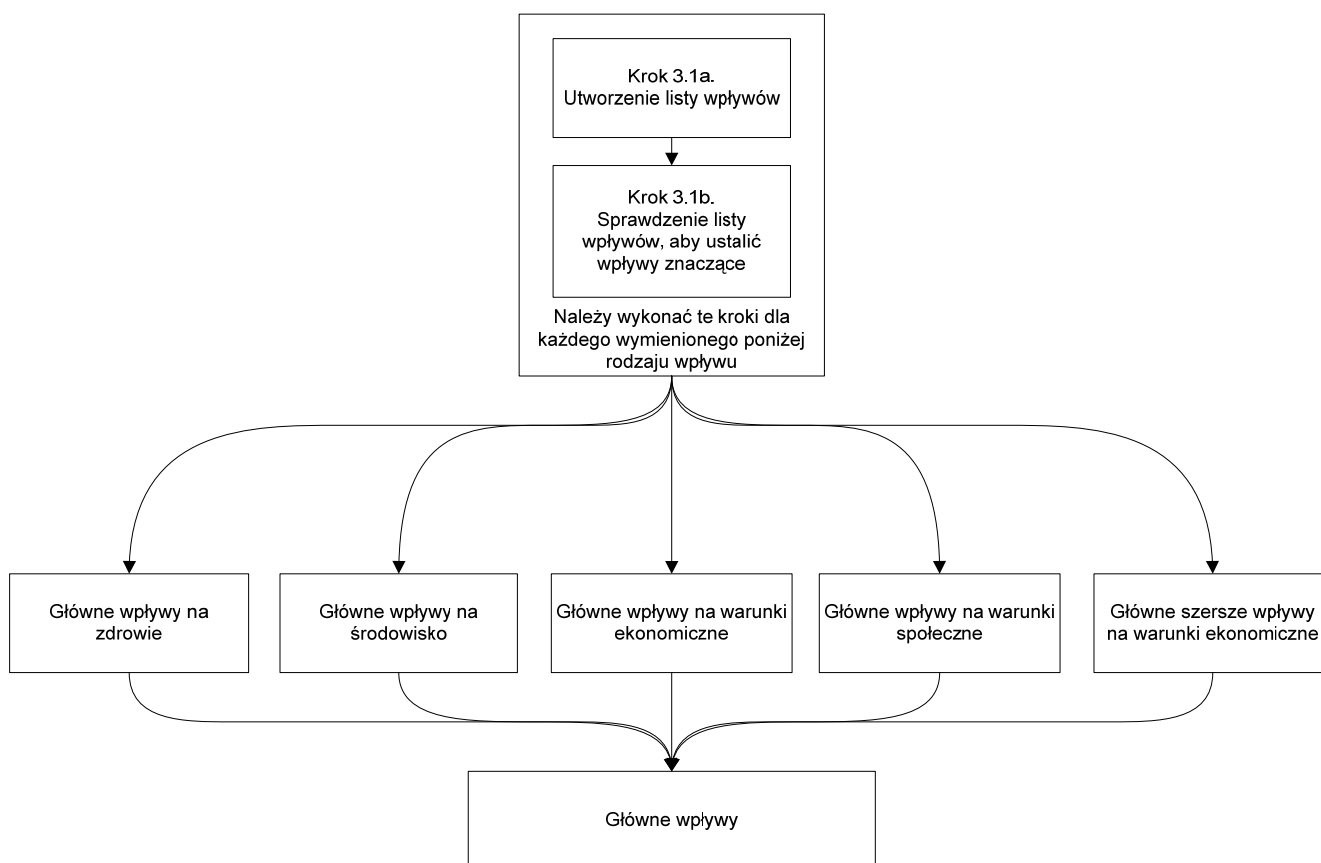 Krok 3.1a.
Utworzenie listy wpływów
Krok 3.1b.
Sprawdzenie listy
wpływów, aby ustalić
wpływy znaczące
Należy wykonać te kroki dla
każdego wymienionego poniżej
rodzaju wpływu
Główne wpływy na
zdrowie
Główne wpływy na
środowisko
Główne wpływy na warunki
ekonomiczne
Główne wpływy na warunki
społeczne
Główne szersze wpływy
na warunki ekonomiczne
Główne wpływy